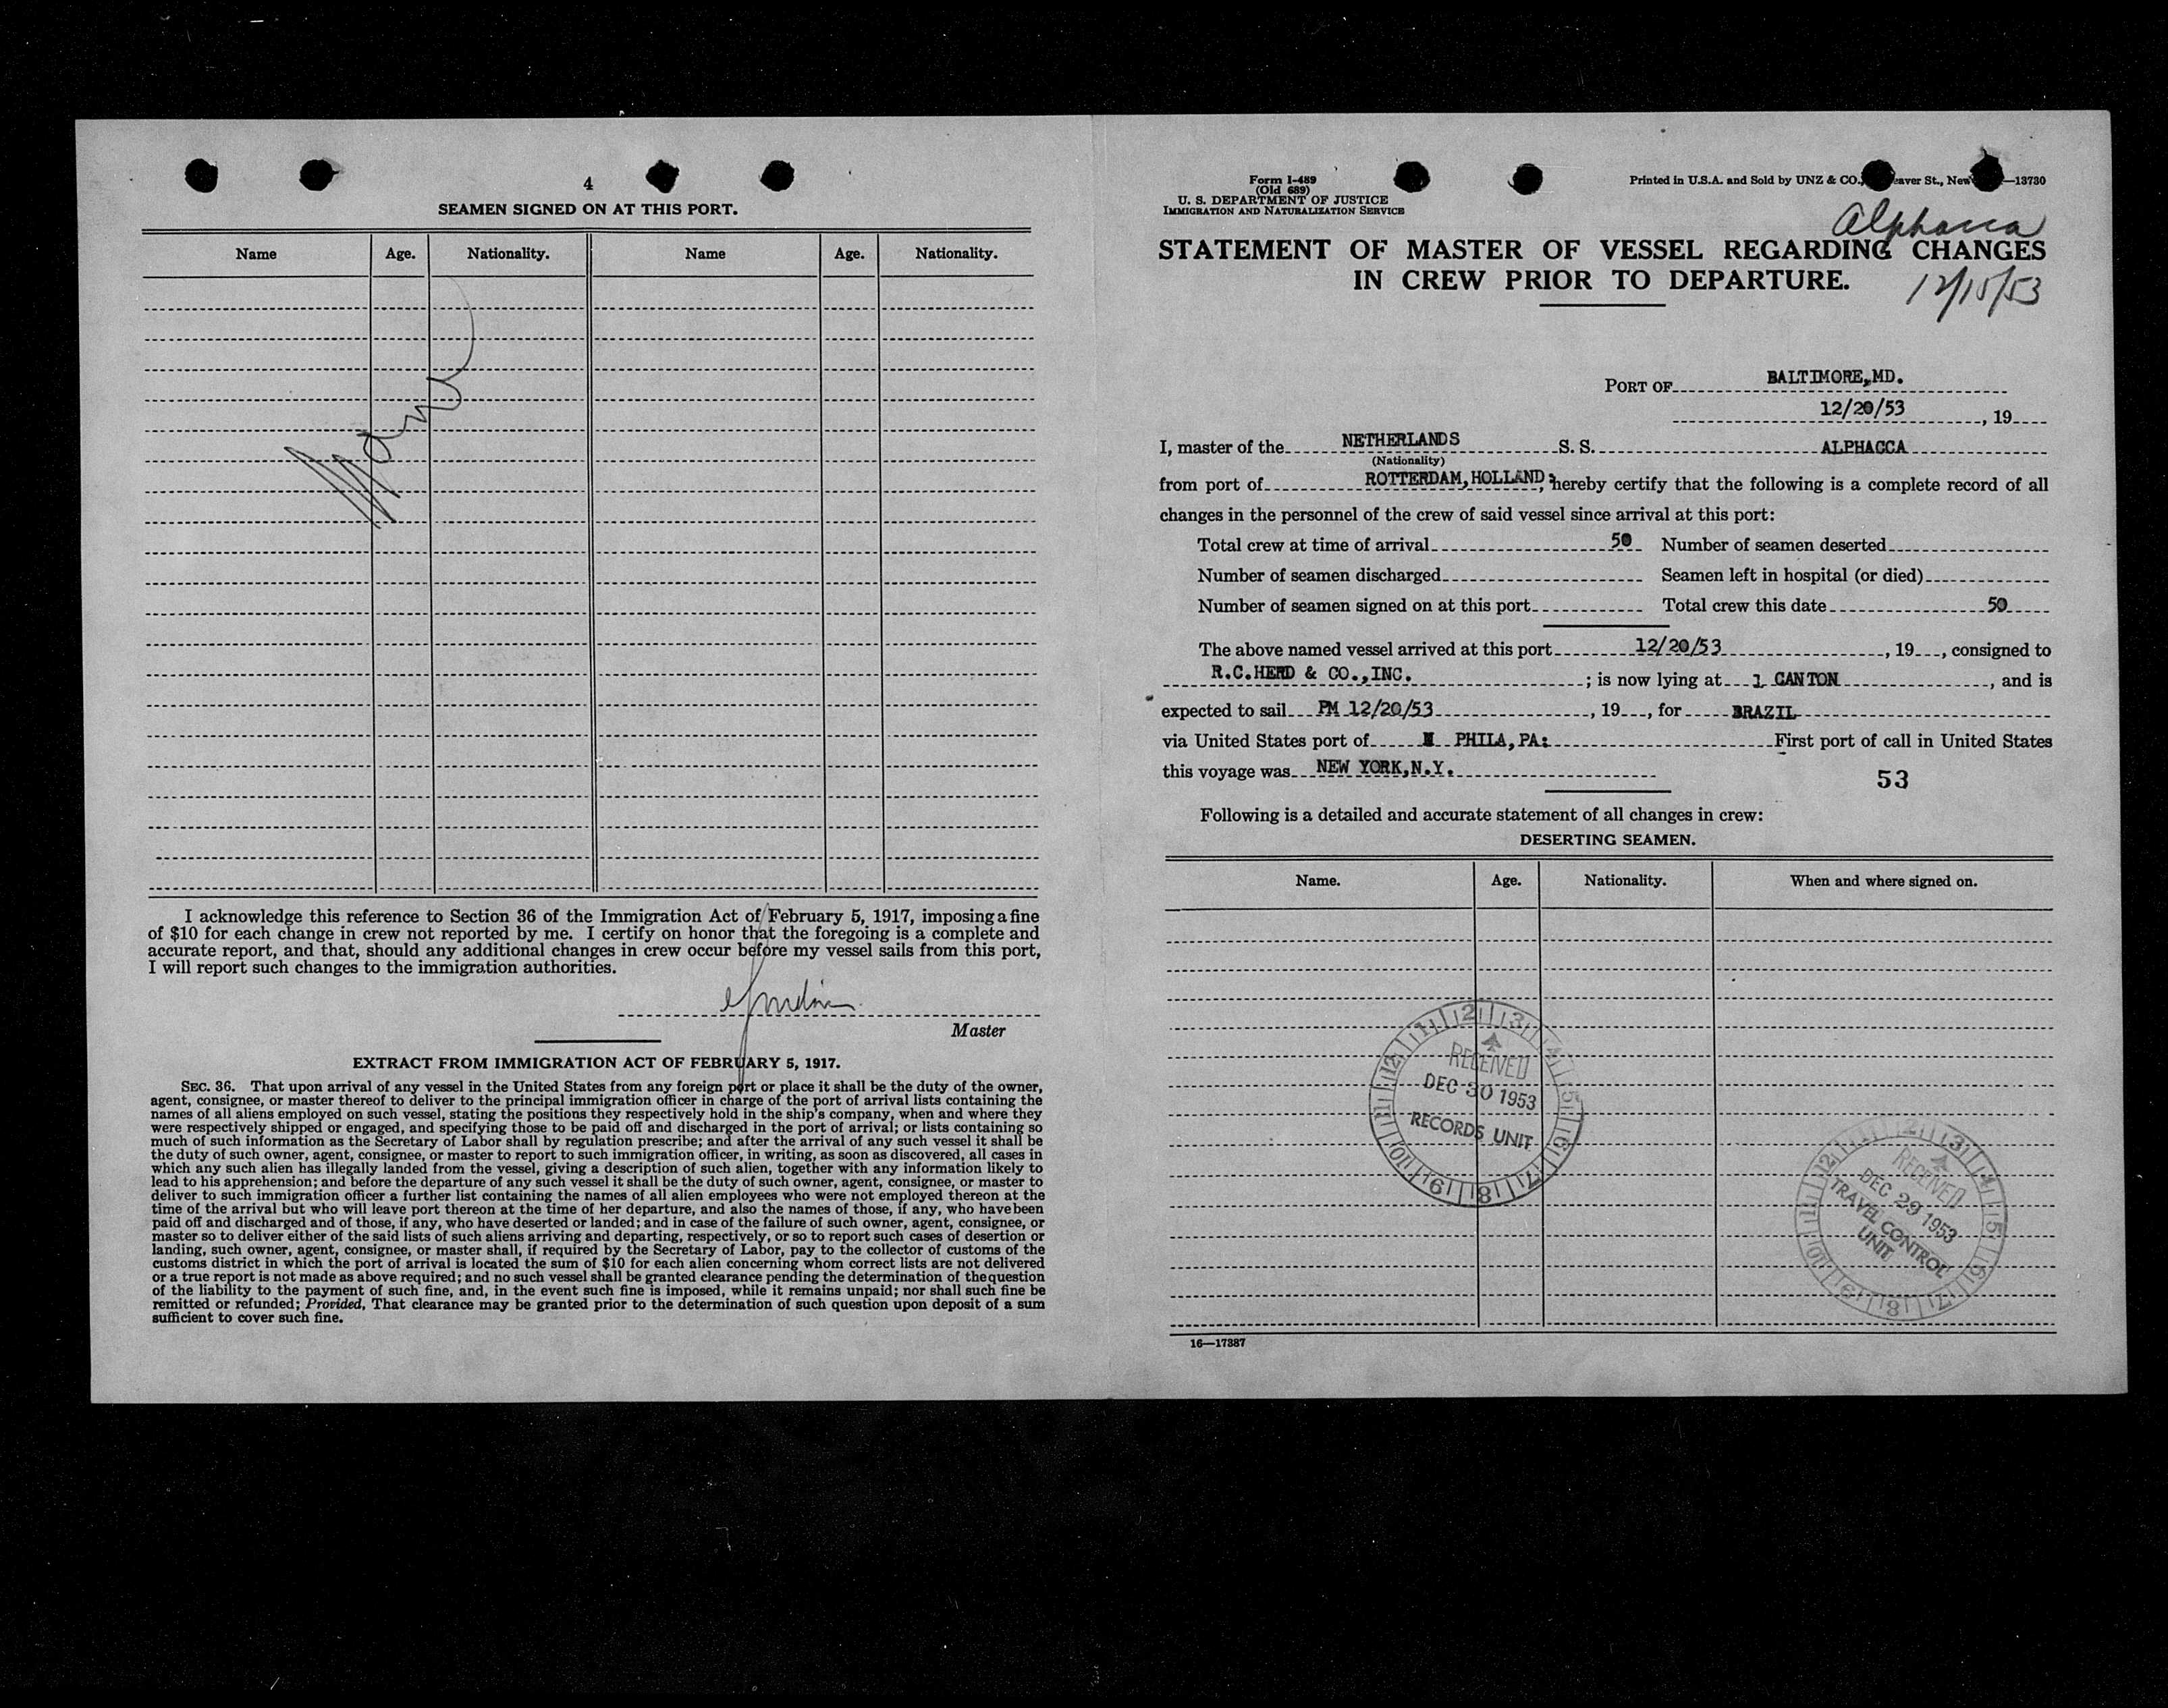 4
SEAMEN SIGNED ON AT THIS PORT.
Name Age. Nationality. Name Age. Nationality.
None
I acknowledge this reference to Section 36 of the Immigration Act of February 5, 1917, imposing a fine
of $10 for each change in crew not reported by me. I certify on honor that the foregoing is a complete and
accurate report, and that, should any additional changes in crew occur before my vessel sails from this port,
I will report such changes to the immigration authorities.
Master
EXTRACT FROM IMMIGRATION ACT OF FEBRUARY 5, 1917.
SEC. 36. That upon arrival of any vessel in the United States from any foreign port or place it shall be the duty of the owner,
agent, consignee, or master thereof to deliver to the principal immigration officer in charge of the port of arrival lists containing the
names of all aliens employed on such vessel, stating the positions they respectively hold in the ship's company, when and where they
were respectively shipped or engaged, and specifying those to be paid off and discharged in the port of arrival; or lists containing so
much of such information as the Secretary of Labor shall by regulation prescribe; and after the arrival of any such vessel it shall be
the duty of such owner, agent, consignee, or master to report to such immigration officer, in writing, as soon as discovered, all cases in
which any such alien has illegally landed from the vessel, giving a description of such alien, together with any information likely to
lead to his apprehension; and before the departure of any such vessel it shall be the duty of such owner, agent, consignee, or master to
deliver to such immigration officer a further list containing the names of all alien employees who were not employed thereon at the
time of the arrival but who will leave port thereon at the time of her departure, and also the names of those, if any, who have been
paid off and discharged and of those, if any, who have deserted or landed; and in case of the failure of such owner, agent, consignee, or
master so to deliver either of the said lists of such aliens arriving and departing, respectively, or so to report such cases of desertion or
landing, such owner, agent, consignee, or master shall, if required by the Secretary of Labor, pay to the collector of customs of the
customs district in which the port of arrival is located the sum of $10 for each alien concerning whom correct lists are not delivered
or a true report is not made as above required; and no such vessel shall be granted clearance pending the determination of the question
of the liability to the payment of such fine, and, in the event such fine is imposed, while it remains unpaid; nor shall such fine be
remitted or refunded; Provided, That clearance may be granted prior to the determination of such question upon deposit of a sum
sufficient to cover such fine.
Form I-489
(Old 689)
U. S. DEPARTMENT OF JUSTICE
IMMIGRATION AND NATURALIZATION SERVICE
Printed in U.S.A. and Sold by UNZ & CO., St., New —13730
Alphacca
STATEMENT OF MASTER OF VESSEL REGARDING CHANGES
IN CREW PRIOR TO DEPARTURE.
12/15/53
PORT OF BALTIMORE,MD.
12/20/53, 19
I, master of the NETHERLANDS S. S. ALPHACCA
(Nationality)
from port of ROTTERDAM,HOLLAND, hereby certify that the following is a complete record of all
changes in the personnel of the crew of said vessel since arrival at this port:
Total crew at time of arrival 50 Number of seamen deserted
Number of seamen discharged Seamen left in hospital (or died)
Number of seamen signed on at this port Total crew this date 50
The above named vessel arrived at this port 12/20/53, 19, consigned to
R.C.HERD & CO.,INC. ; is now lying at 1 CANTON, and is
expected to sail PM 12/20/53, 19, for BRAZIL
via United States port of PHILA,PA: First port of call in United States
this voyage was NEW YORK,N.Y.
53
Following is a detailed and accurate statement of all changes in crew:
DESERTING SEAMEN.
Name. Age. Nationality. When and where signed on.
1 2 3 4 5 6 7 8 9 10 11 12
RECEIVED
DEC 30 1953
RECORDS UNIT
1 2 3 4 5 6 7 8 9 10 11 12
RECEIVED
DEC 29 1953
TRAVEL CONTROL
UNIT
16—17387